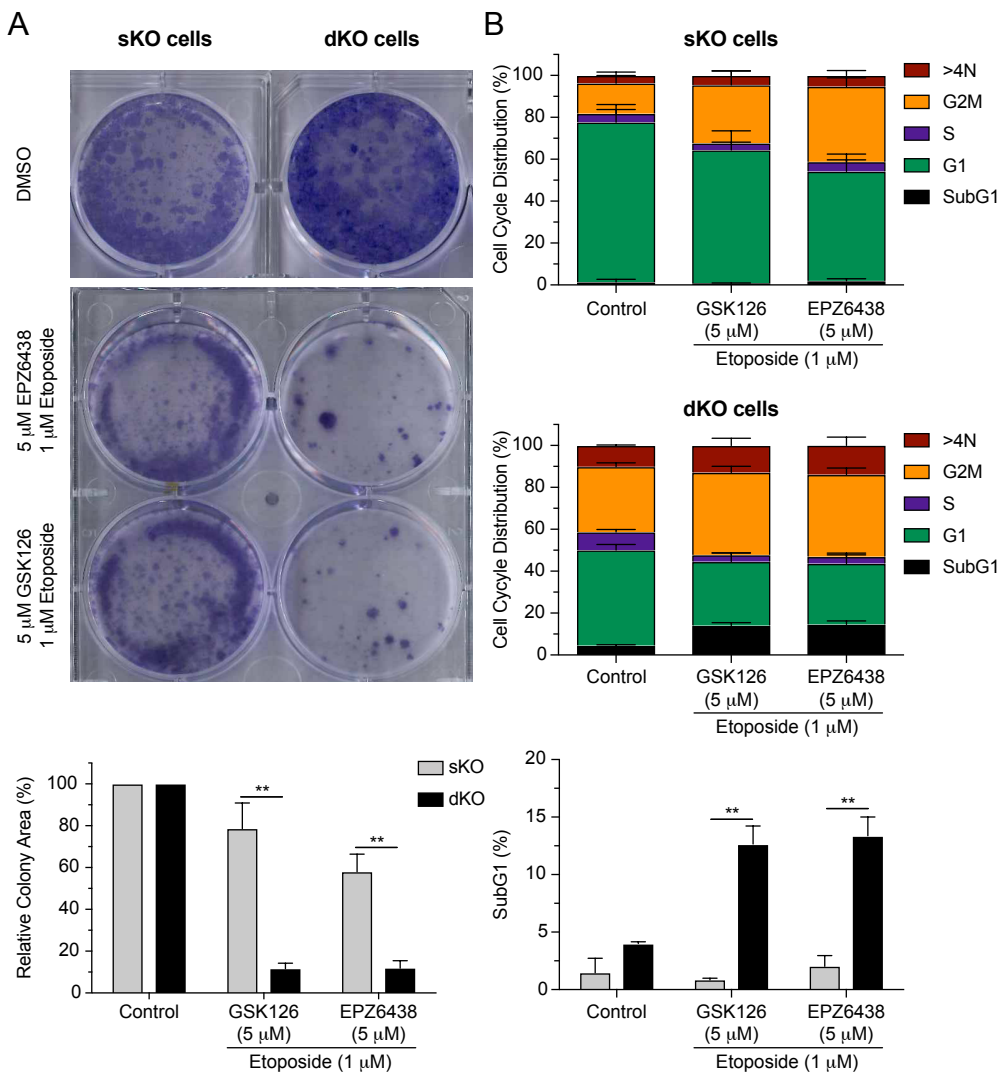 A
sKO cells
dKO cells
DMSO
5 μM EPZ6438
1 μM Etoposide
5 μM GSK126
1 μM Etoposide
Relative Colony Area (%)
100
80
60
40
20
0
**
**
sKO
dKO
Control
GSK126
(5 μM)
EPZ6438
(5 μM)
Etoposide (1 μM)
B
sKO cells
Cell Cycle Distribution (%)
100
80
60
40
20
0
>4N
G2M
S
G1
SubG1
Control
GSK126
(5 μM)
EPZ6438
(5 μM)
Etoposide (1 μM)
dKO cells
Cell Cycycle Distribution (%)
100
80
60
40
20
0
>4N
G2M
S
G1
SubG1
Control
GSK126
(5 μM)
EPZ6438
(5 μM)
Etoposide (1 μM)
SubG1 (%)
20
15
10
5
0
**
**
Control
GSK126
(5 μM)
EPZ6438
(5 μM)
Etoposide (1 μM)